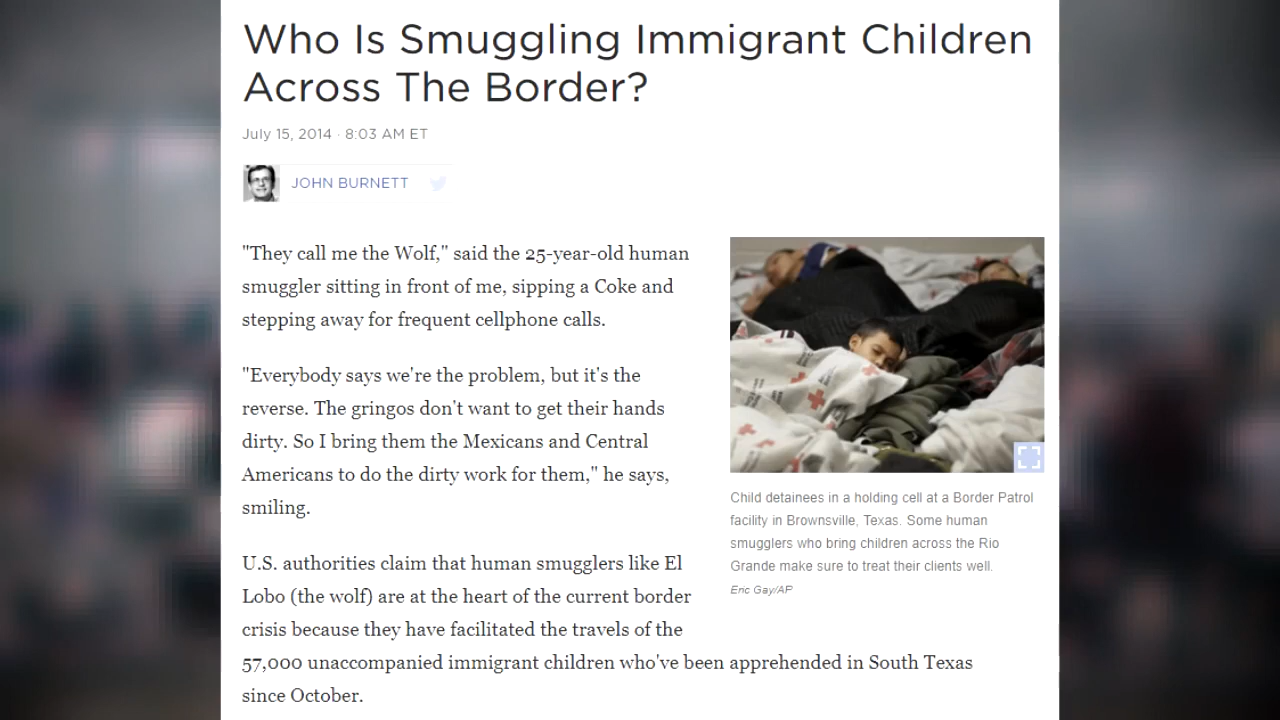 Who Is Smuggling Immigrant Children
Across The Border?
July 15, 2014 · 8:03 AM ET
JOHN BURNETT
"They call me the Wolf," said the 25-year-old human
smuggler sitting in front of me, sipping a Coke and
stepping away for frequent cellphone calls.
"Everybody says we're the problem, but it's the
reverse. The gringos don't want to get their hands
dirty. So I bring them the Mexicans and Central
Americans to do the dirty work for them," he says,
smiling.
U.S. authorities claim that human smugglers like El
Lobo (the wolf) are at the heart of the current border
crisis because they have facilitated the travels of the
57,000 unaccompanied immigrant children who've been apprehended in South Texas
since October.
Child detainees in a holding cell at a Border Patrol
facility in Brownsville, Texas. Some human
smugglers who bring children across the Rio
Grande make sure to treat their clients well.
Eric Gay/AP